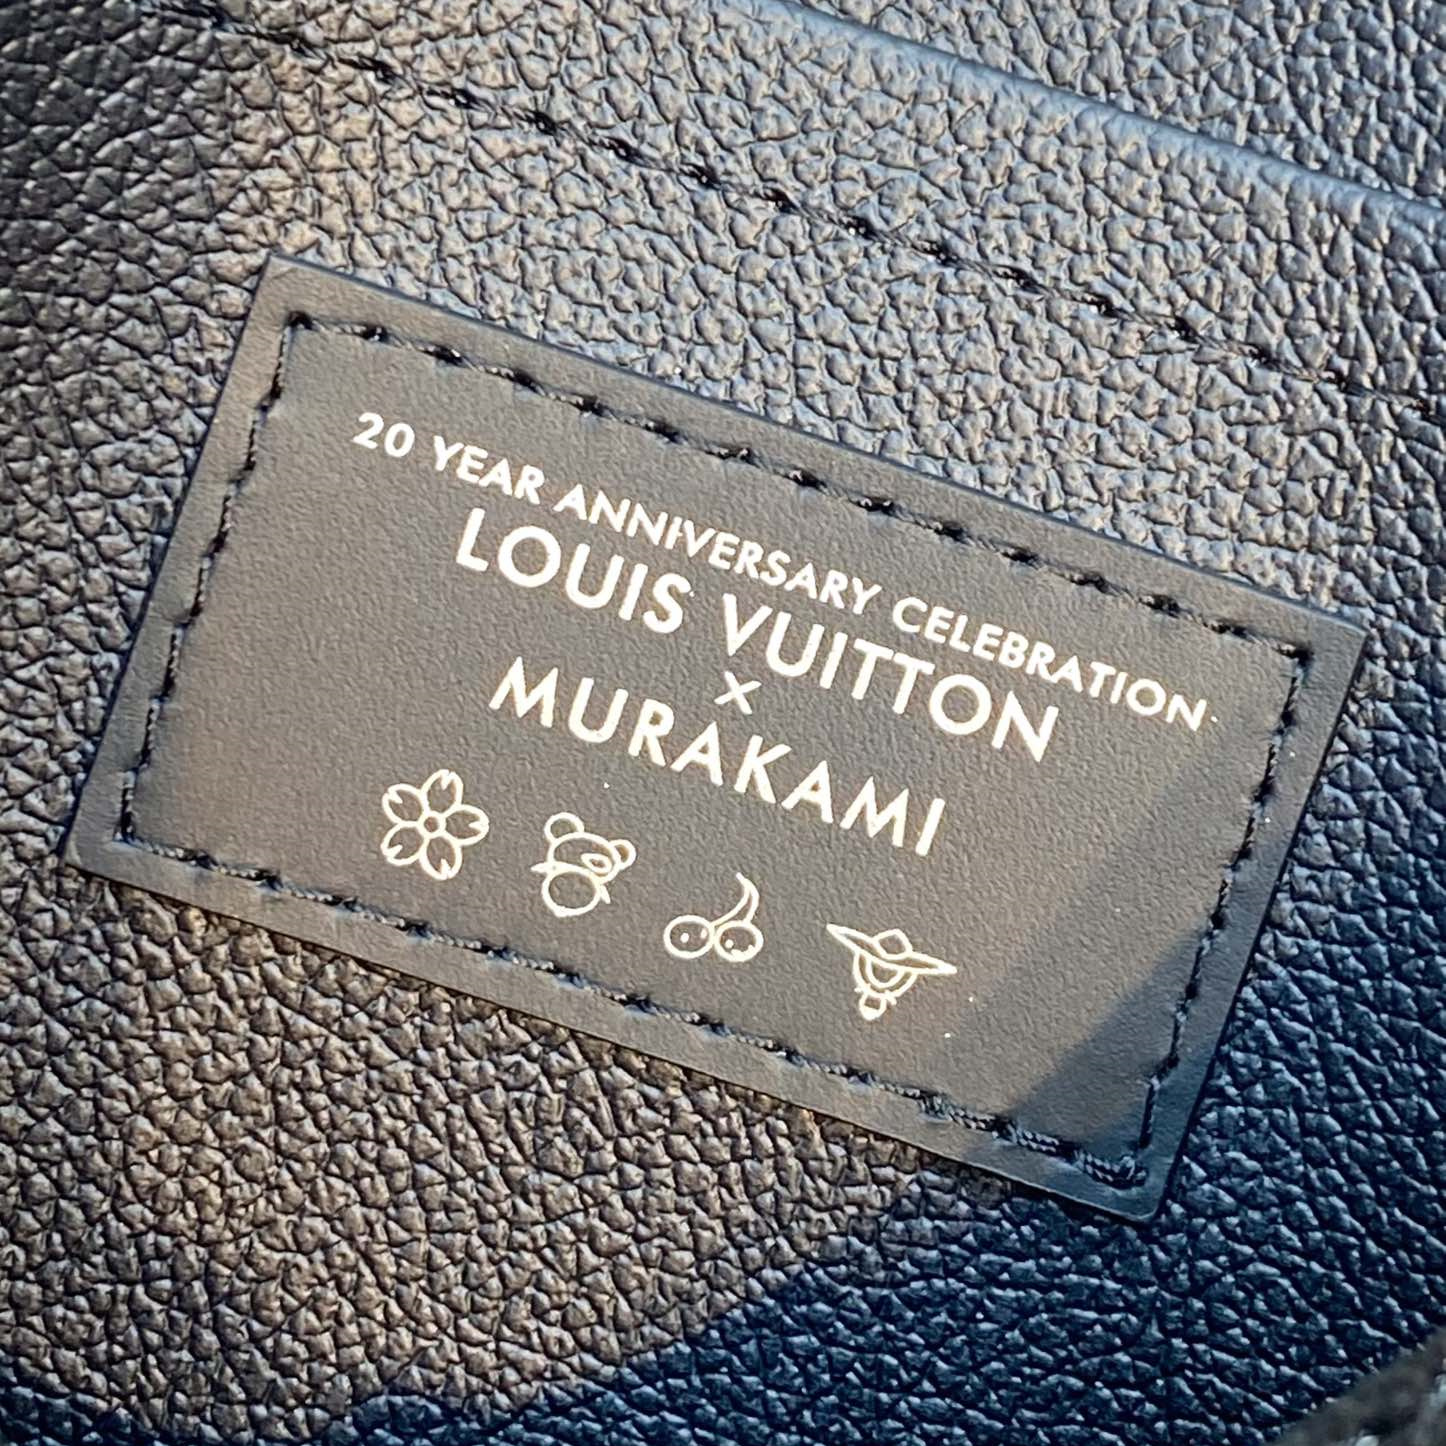 20 YEAR ANNIVERSARY CELEBRATION
LOUIS VUITTON
×
MURAKAMI